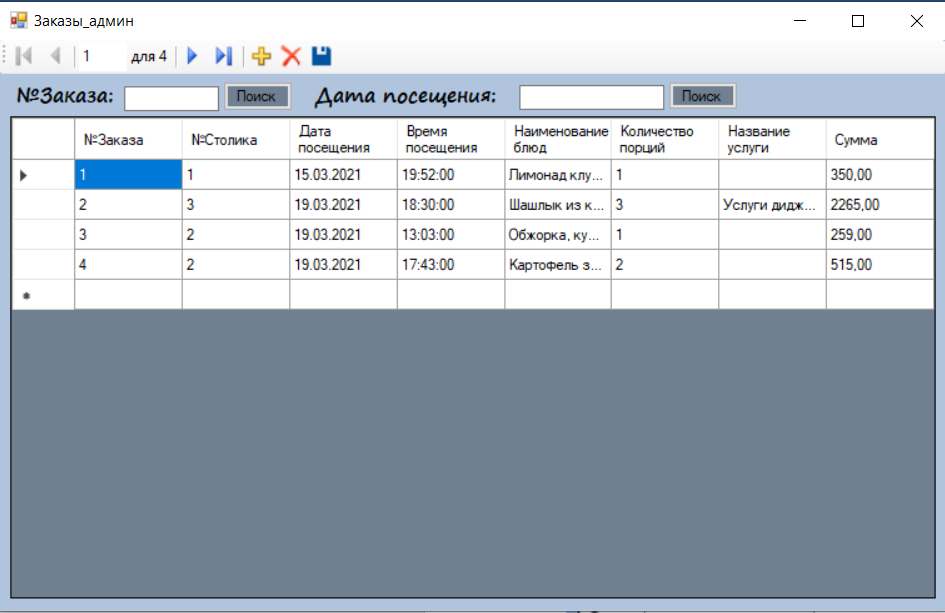 Заказы_админ
1 для 4
№Заказа: Поиск Дата посещения: Поиск
№Заказа №Столика Дата посещения Время посещения Наименование блюд Количество порций Название услуги Сумма
1 1 15.03.2021 19:52:00 Лимонад клу... 1 350,00
2 3 19.03.2021 18:30:00 Шашлык из к... 3 Услуги дидж... 2265,00
3 2 19.03.2021 13:03:00 Обжорка, ку... 1 259,00
4 2 19.03.2021 17:43:00 Картофель з... 2 515,00